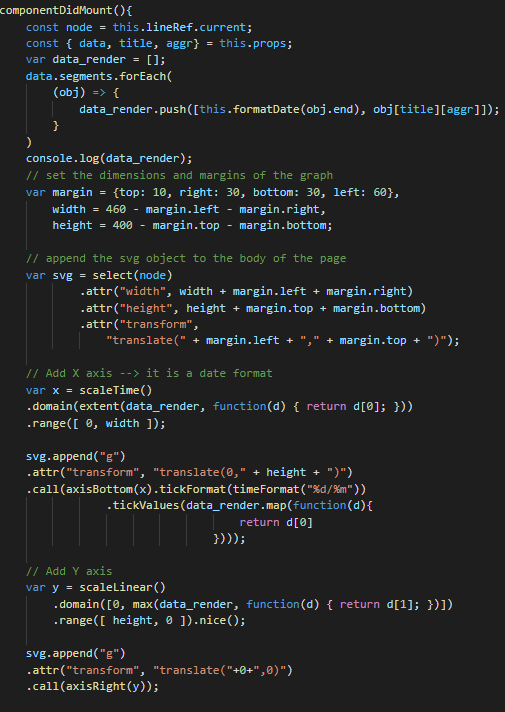 componentDidMount(){
    const node = this.lineRef.current;
    const { data, title, aggr} = this.props;
    var data_render = [];
    data.segments.forEach(
        (obj) => {
            data_render.push([this.formatDate(obj.end), obj[title][aggr]]);
        }
    )
    console.log(data_render);
    // set the dimensions and margins of the graph
    var margin = {top: 10, right: 30, bottom: 30, left: 60},
        width = 460 - margin.left - margin.right,
        height = 400 - margin.top - margin.bottom;

    // append the svg object to the body of the page
    var svg = select(node)
            .attr("width", width + margin.left + margin.right)
            .attr("height", height + margin.top + margin.bottom)
            .attr("transform",
                "translate(" + margin.left + "," + margin.top + ")");

    // Add X axis --> it is a date format
    var x = scaleTime()
    .domain(extent(data_render, function(d) { return d[0]; }))
    .range([ 0, width ]);

    svg.append("g")
    .attr("transform", "translate(0," + height + ")")
    .call(axisBottom(x).tickFormat(timeFormat("%d/%m"))
                .tickValues(data_render.map(function(d){
                                    return d[0]
                                })));

    // Add Y axis
    var y = scaleLinear()
        .domain([0, max(data_render, function(d) { return d[1]; })])
        .range([ height, 0 ]).nice();

    svg.append("g")
    .attr("transform", "translate("+0+",0)")
    .call(axisRight(y));